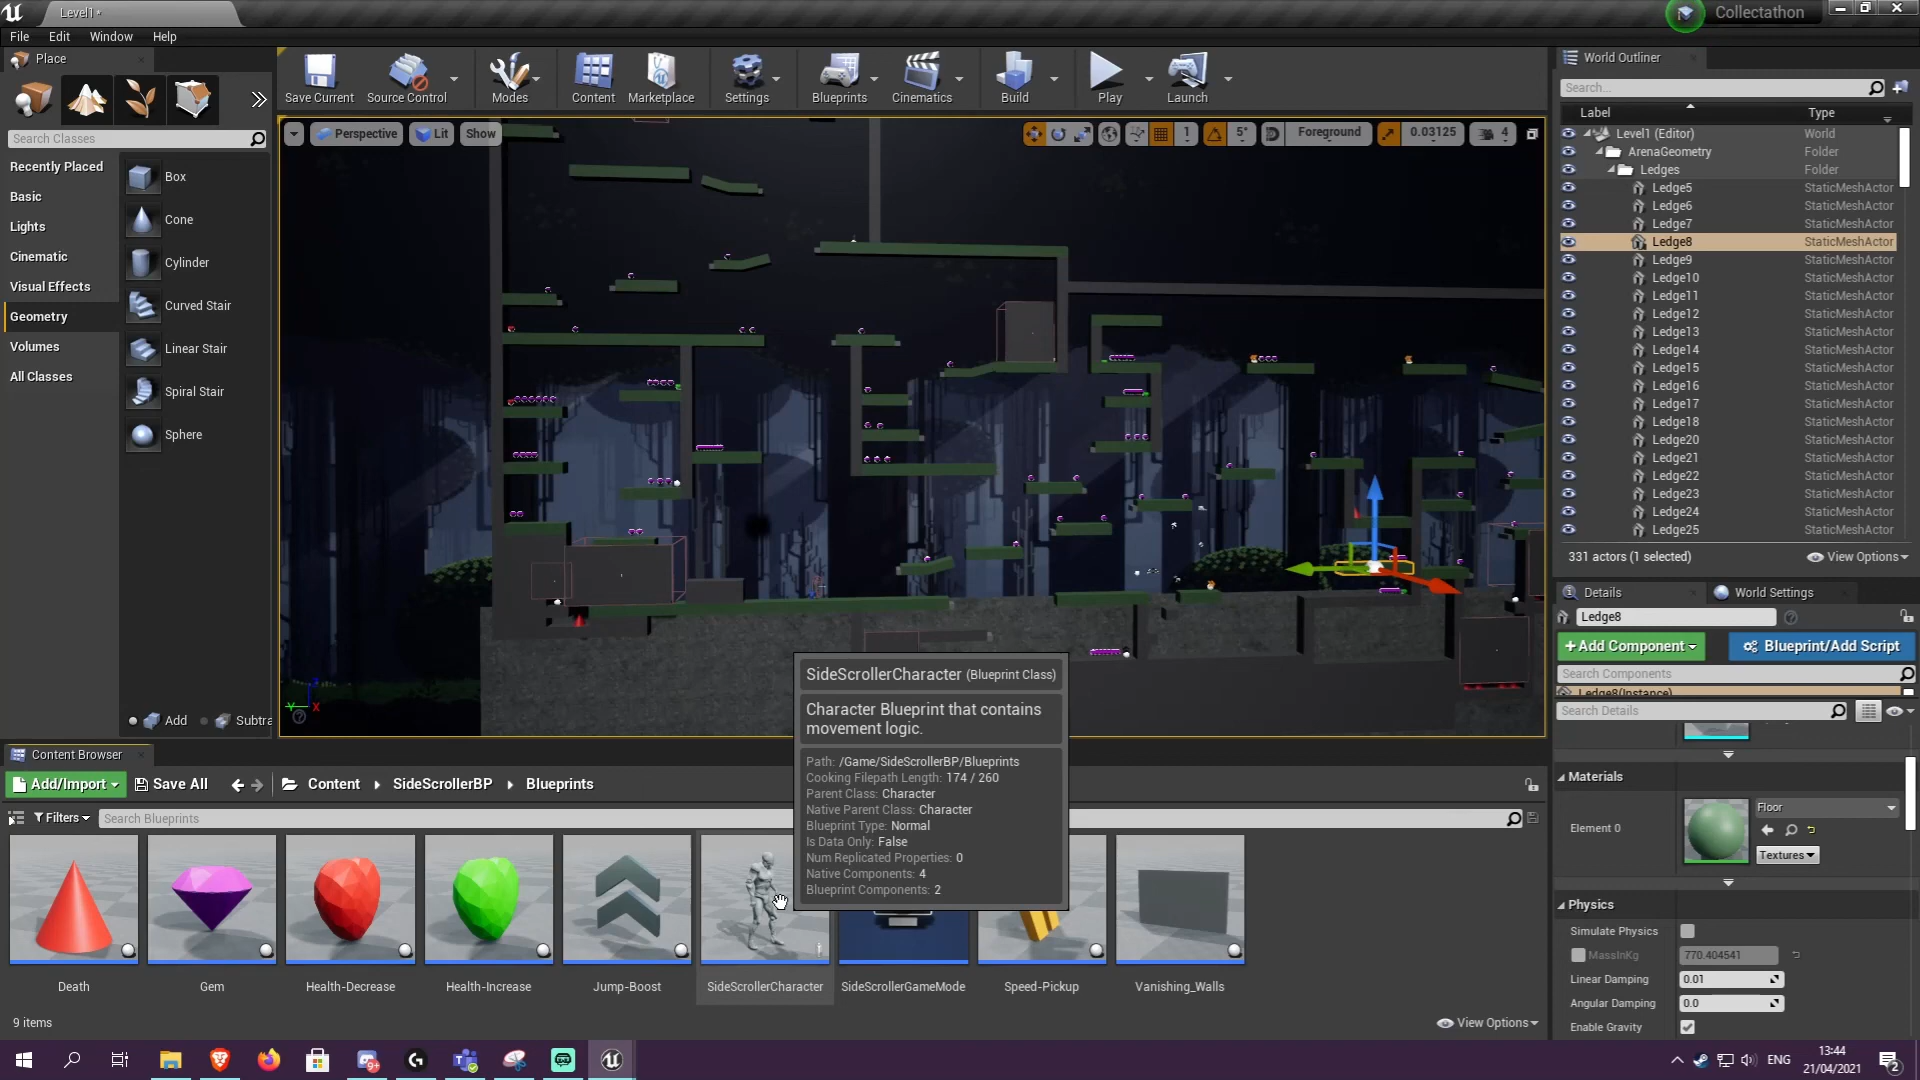 Level1*
Collectathon
File Edit Window Help
Place
Search Classes
Recently Placed
Basic
Lights
Cinematic
Visual Effects
Geometry
Volumes
All Classes
Box
Cone
Cylinder
Curved Stair
Linear Stair
Spiral Stair
Sphere
Add Subtra
Save Current
Source Control
Modes
Content
Marketplace
Settings
Blueprints
Cinematics
Build
Play
Launch
Perspective Lit Show
1 5° Foreground 0.03125 4
World Outliner
Search...
Label Type
Level1 (Editor) World
ArenaGeometry Folder
Ledges Folder
Ledge5 StaticMeshActor
Ledge6 StaticMeshActor
Ledge7 StaticMeshActor
Ledge8 StaticMeshActor
Ledge9 StaticMeshActor
Ledge10 StaticMeshActor
Ledge11 StaticMeshActor
Ledge12 StaticMeshActor
Ledge13 StaticMeshActor
Ledge14 StaticMeshActor
Ledge15 StaticMeshActor
Ledge16 StaticMeshActor
Ledge17 StaticMeshActor
Ledge18 StaticMeshActor
Ledge20 StaticMeshActor
Ledge21 StaticMeshActor
Ledge22 StaticMeshActor
Ledge23 StaticMeshActor
Ledge24 StaticMeshActor
Ledge25 StaticMeshActor
331 actors (1 selected) View Options
Details World Settings
Ledge8
+Add Component Blueprint/Add Script
Search Components
Ledge8(Instance)
Search Details
Materials
Element 0
Floor
Textures
Physics
Simulate Physics
MassInKg 770.404541
Linear Damping 0.01
Angular Damping 0.0
Enable Gravity
SideScrollerCharacter (Blueprint Class)
Character Blueprint that contains
movement logic.
Path: /Game/SideScrollerBP/Blueprints
Cooking Filepath Length: 174 / 260
Parent Class: Character
Native Parent Class: Character
Blueprint Type: Normal
Is Data Only: False
Num Replicated Properties: 0
Native Components: 4
Blueprint Components: 2
X
Content Browser
Add/Import Save All Content SideScrollerBP Blueprints
Filters Search Blueprints
Death
Gem
Health-Decrease
Health-Increase
Jump-Boost
SideScrollerCharacter
SideScrollerGameMode
Speed-Pickup
Vanishing_Walls
9 items View Options
ENG
13:44
21/04/2021
2